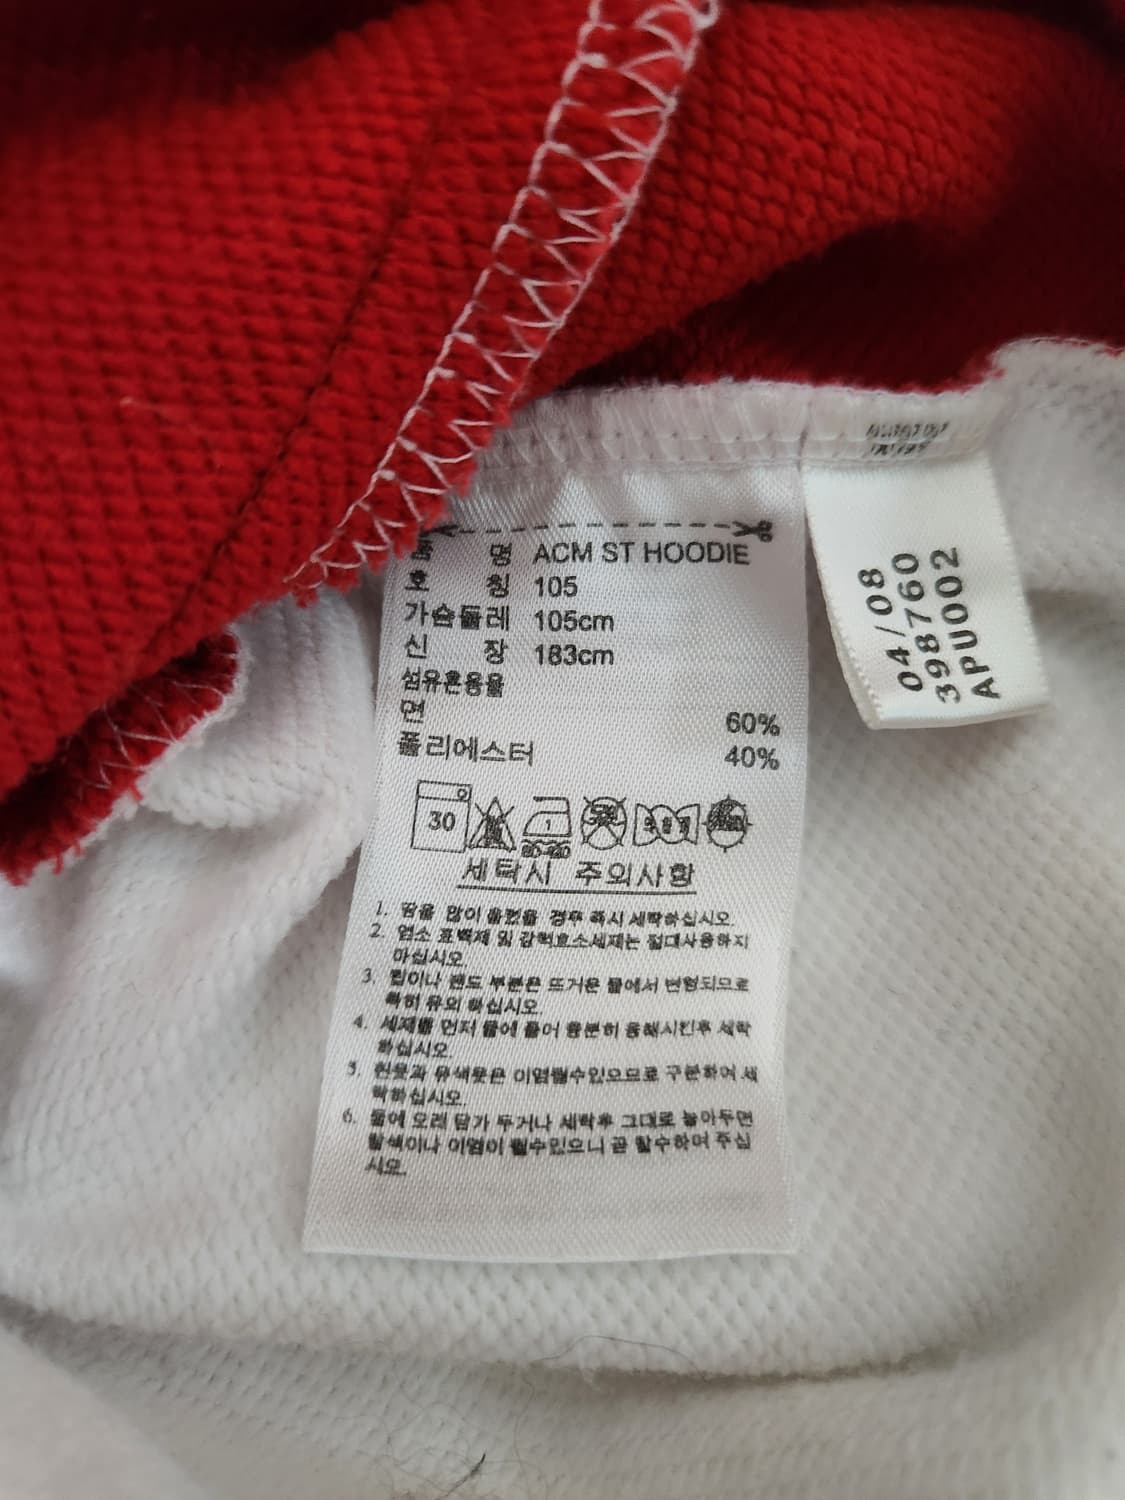 명 ACM ST HOODIE
호 칭 105
가슴둘레 105cm
신 장 183cm
섬유혼용율
면 60%
폴리에스터 40%
30
1
세탁시 주의사항
1. 땀을 많이 흘렸을 경우 즉시 세탁하십시오.
2. 염소 표백제 및 강력효소세제는 절대사용하지
마십시오.
3. 립이나 밴드 부분은 뜨거운 물에서 변형되므로
특히 유의 하십시오.
4. 세제를 먼저 물에 풀어 충분히 용해시킨후 세탁
하십시오.
5. 흰옷과 유색옷은 이염될수있으므로 구분하여 세
탁하십시오.
6. 물에 오래 담가 두거나 세탁후 그대로 놓아두면
탈색이나 이염이 될수있으니 곧 탈수하여 주십
시오.
04/08
398760
APU002